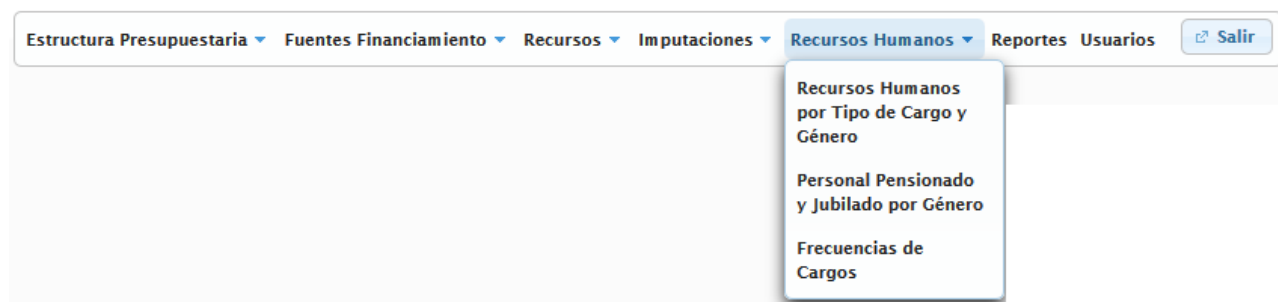 Estructura Presupuestaria Fuentes Financiamiento Recursos Imputaciones Recursos Humanos Reportes Usuarios Salir
Recursos Humanos
por Tipo de Cargo y
Género
Personal Pensionado
y Jubilado por Género
Frecuencias de
Cargos